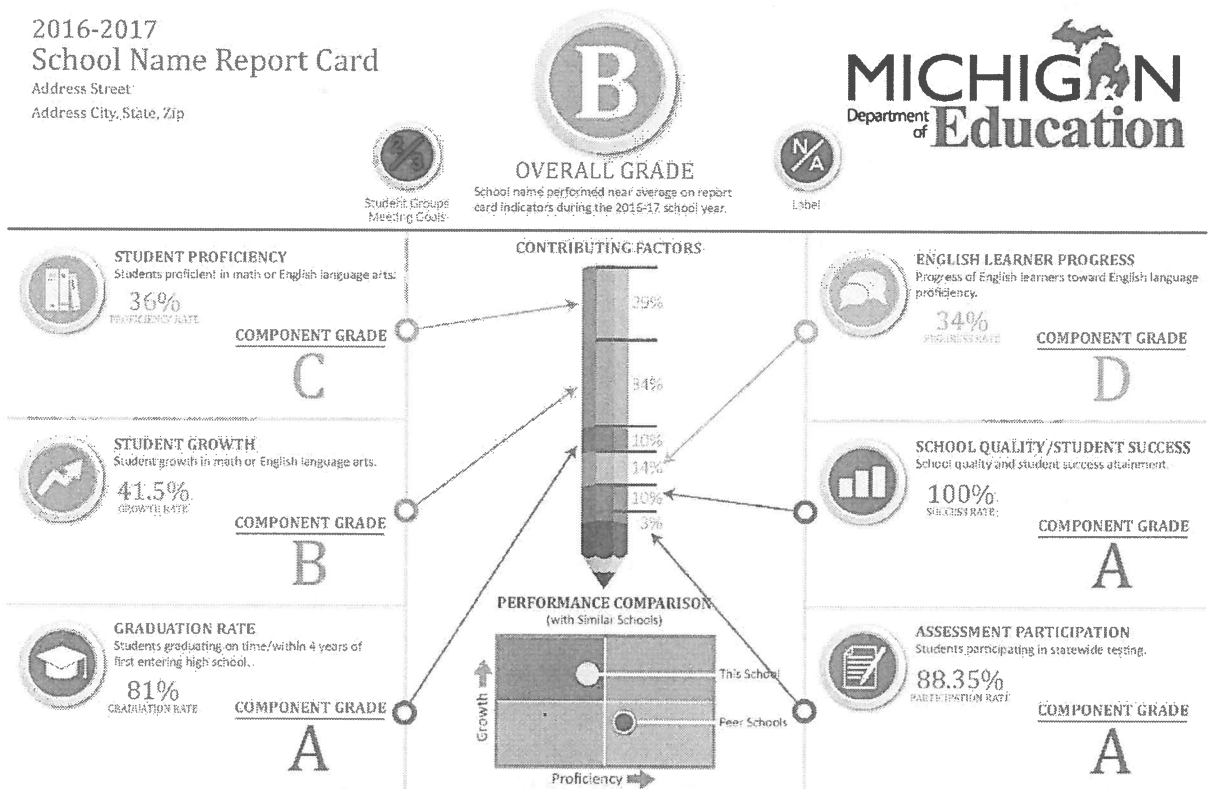 2016-2017
School Name Report Card
Address Street
Address City, State, Zip
B
OVERALL GRADE
School name performed near average on report
card indicators during the 2016-17 school year.
2/3
Student Groups
Meeting Goals
N/A
Label
MICHIGAN
Department
of Education
STUDENT PROFICIENCY
Students proficient in math or English language arts.
36%
PROFICIENCY RATE
COMPONENT GRADE
C
STUDENT GROWTH
Student growth in math or English language arts.
41.5%
GROWTH RATE
COMPONENT GRADE
B
GRADUATION RATE
Students graduating on time/within 4 years of
first entering high school.
81%
GRADUATION RATE
COMPONENT GRADE
A
CONTRIBUTING FACTORS
29%
34%
10%
14%
10%
3%
PERFORMANCE COMPARISON
(with Similar Schools)
Growth
This School
Peer Schools
Proficiency
ENGLISH LEARNER PROGRESS
Progress of English learners toward English language
proficiency.
34%
PROGRESS RATE
COMPONENT GRADE
D
SCHOOL QUALITY/STUDENT SUCCESS
School quality and student success attainment.
100%
SUCCESS RATE
COMPONENT GRADE
A
ASSESSMENT PARTICIPATION
Students participating in statewide testing.
88.35%
PARTICIPATION RATE
COMPONENT GRADE
A